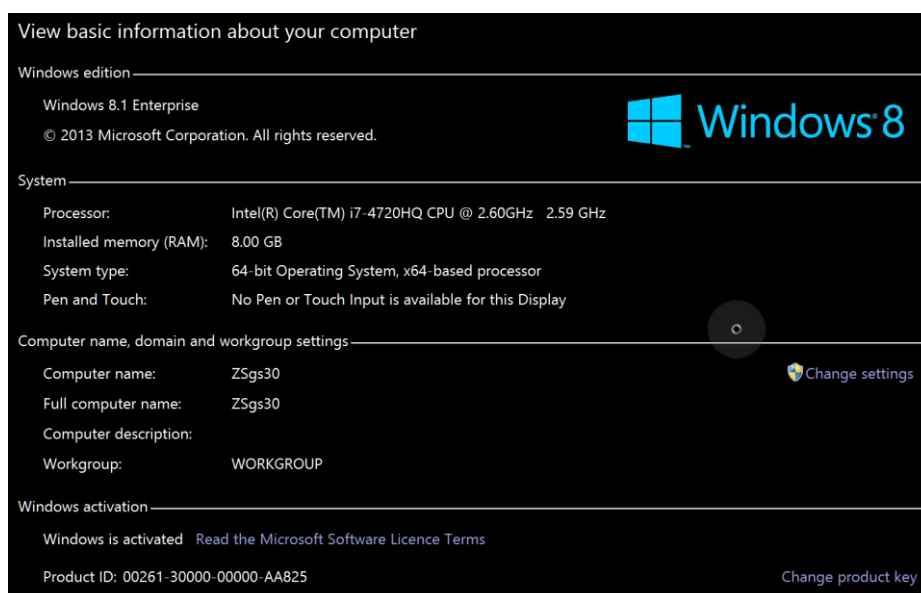 View basic information about your computer
Windows edition
Windows 8.1 Enterprise
© 2013 Microsoft Corporation. All rights reserved.
Windows 8
System
Processor: Intel(R) Core(TM) i7-4720HQ CPU @ 2.60GHz 2.59 GHz
Installed memory (RAM): 8.00 GB
System type: 64-bit Operating System, x64-based processor
Pen and Touch: No Pen or Touch Input is available for this Display
Computer name, domain and workgroup settings
Computer name: ZSgs30 Change settings
Full computer name: ZSgs30
Computer description:
Workgroup: WORKGROUP
Windows activation
Windows is activated Read the Microsoft Software Licence Terms
Product ID: 00261-30000-00000-AA825 Change product key